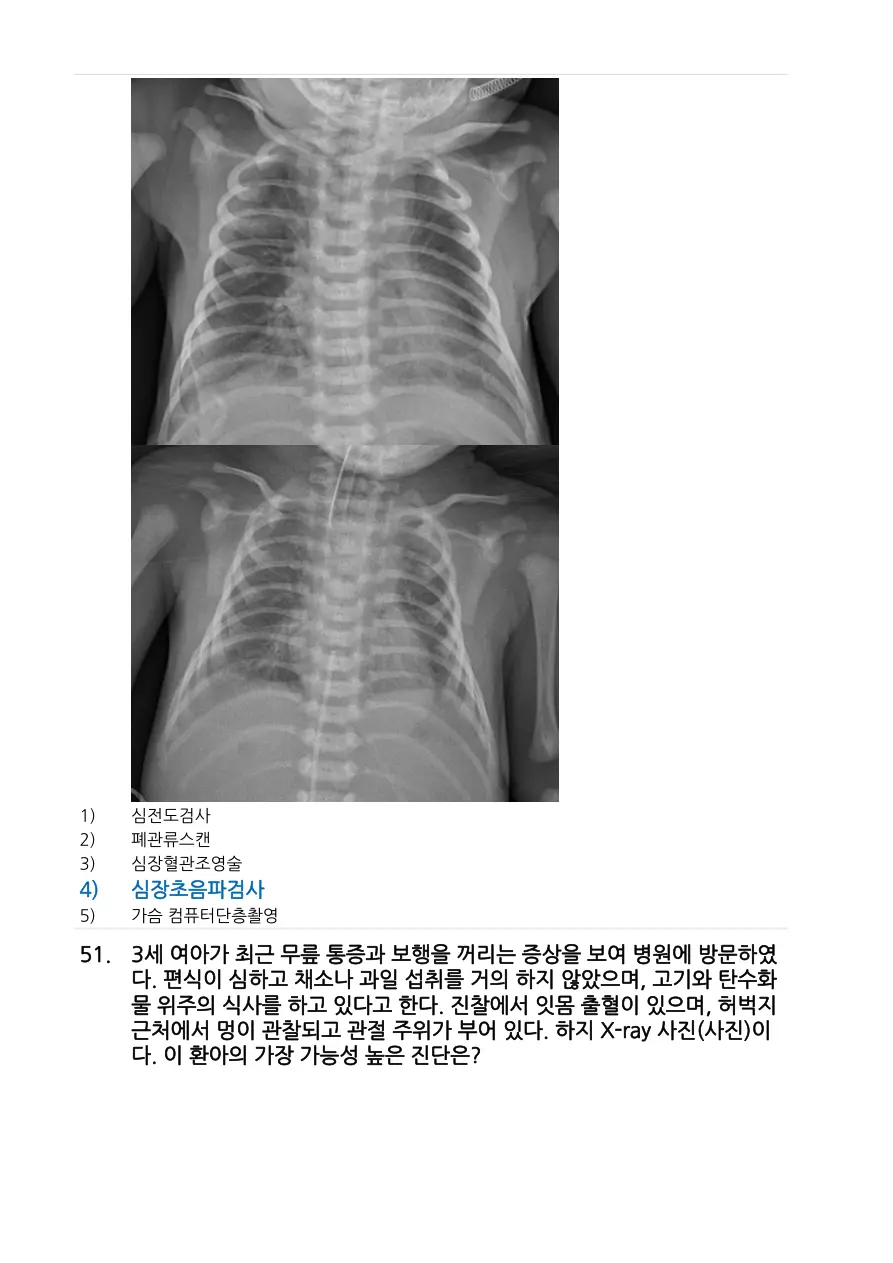 1) 심전도검사
2) 폐관류스캔
3) 심장혈관조영술
4) 심장초음파검사
5) 가슴 컴퓨터단층촬영
51. 3세 여아가 최근 무릎 통증과 보행을 꺼리는 증상을 보여 병원에 방문하였
다. 편식이 심하고 채소나 과일 섭취를 거의 하지 않았으며, 고기와 탄수화
물 위주의 식사를 하고 있다고 한다. 진찰에서 잇몸 출혈이 있으며, 허벅지
근처에서 멍이 관찰되고 관절 주위가 부어 있다. 하지 X-ray 사진(사진)이
다. 이 환아의 가장 가능성 높은 진단은?